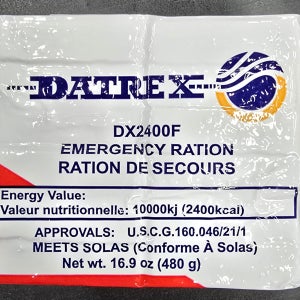 DATREX
DX2400F
EMERGENCY RATION
RATION DE SECOURS
Energy Value:
Valeur nutritionnelle: 10000kj (2400kcal)
APPROVALS: U.S.C.G.160.046/21/1
MEETS SOLAS (Conforme À Solas)
Net wt. 16.9 oz (480 g)